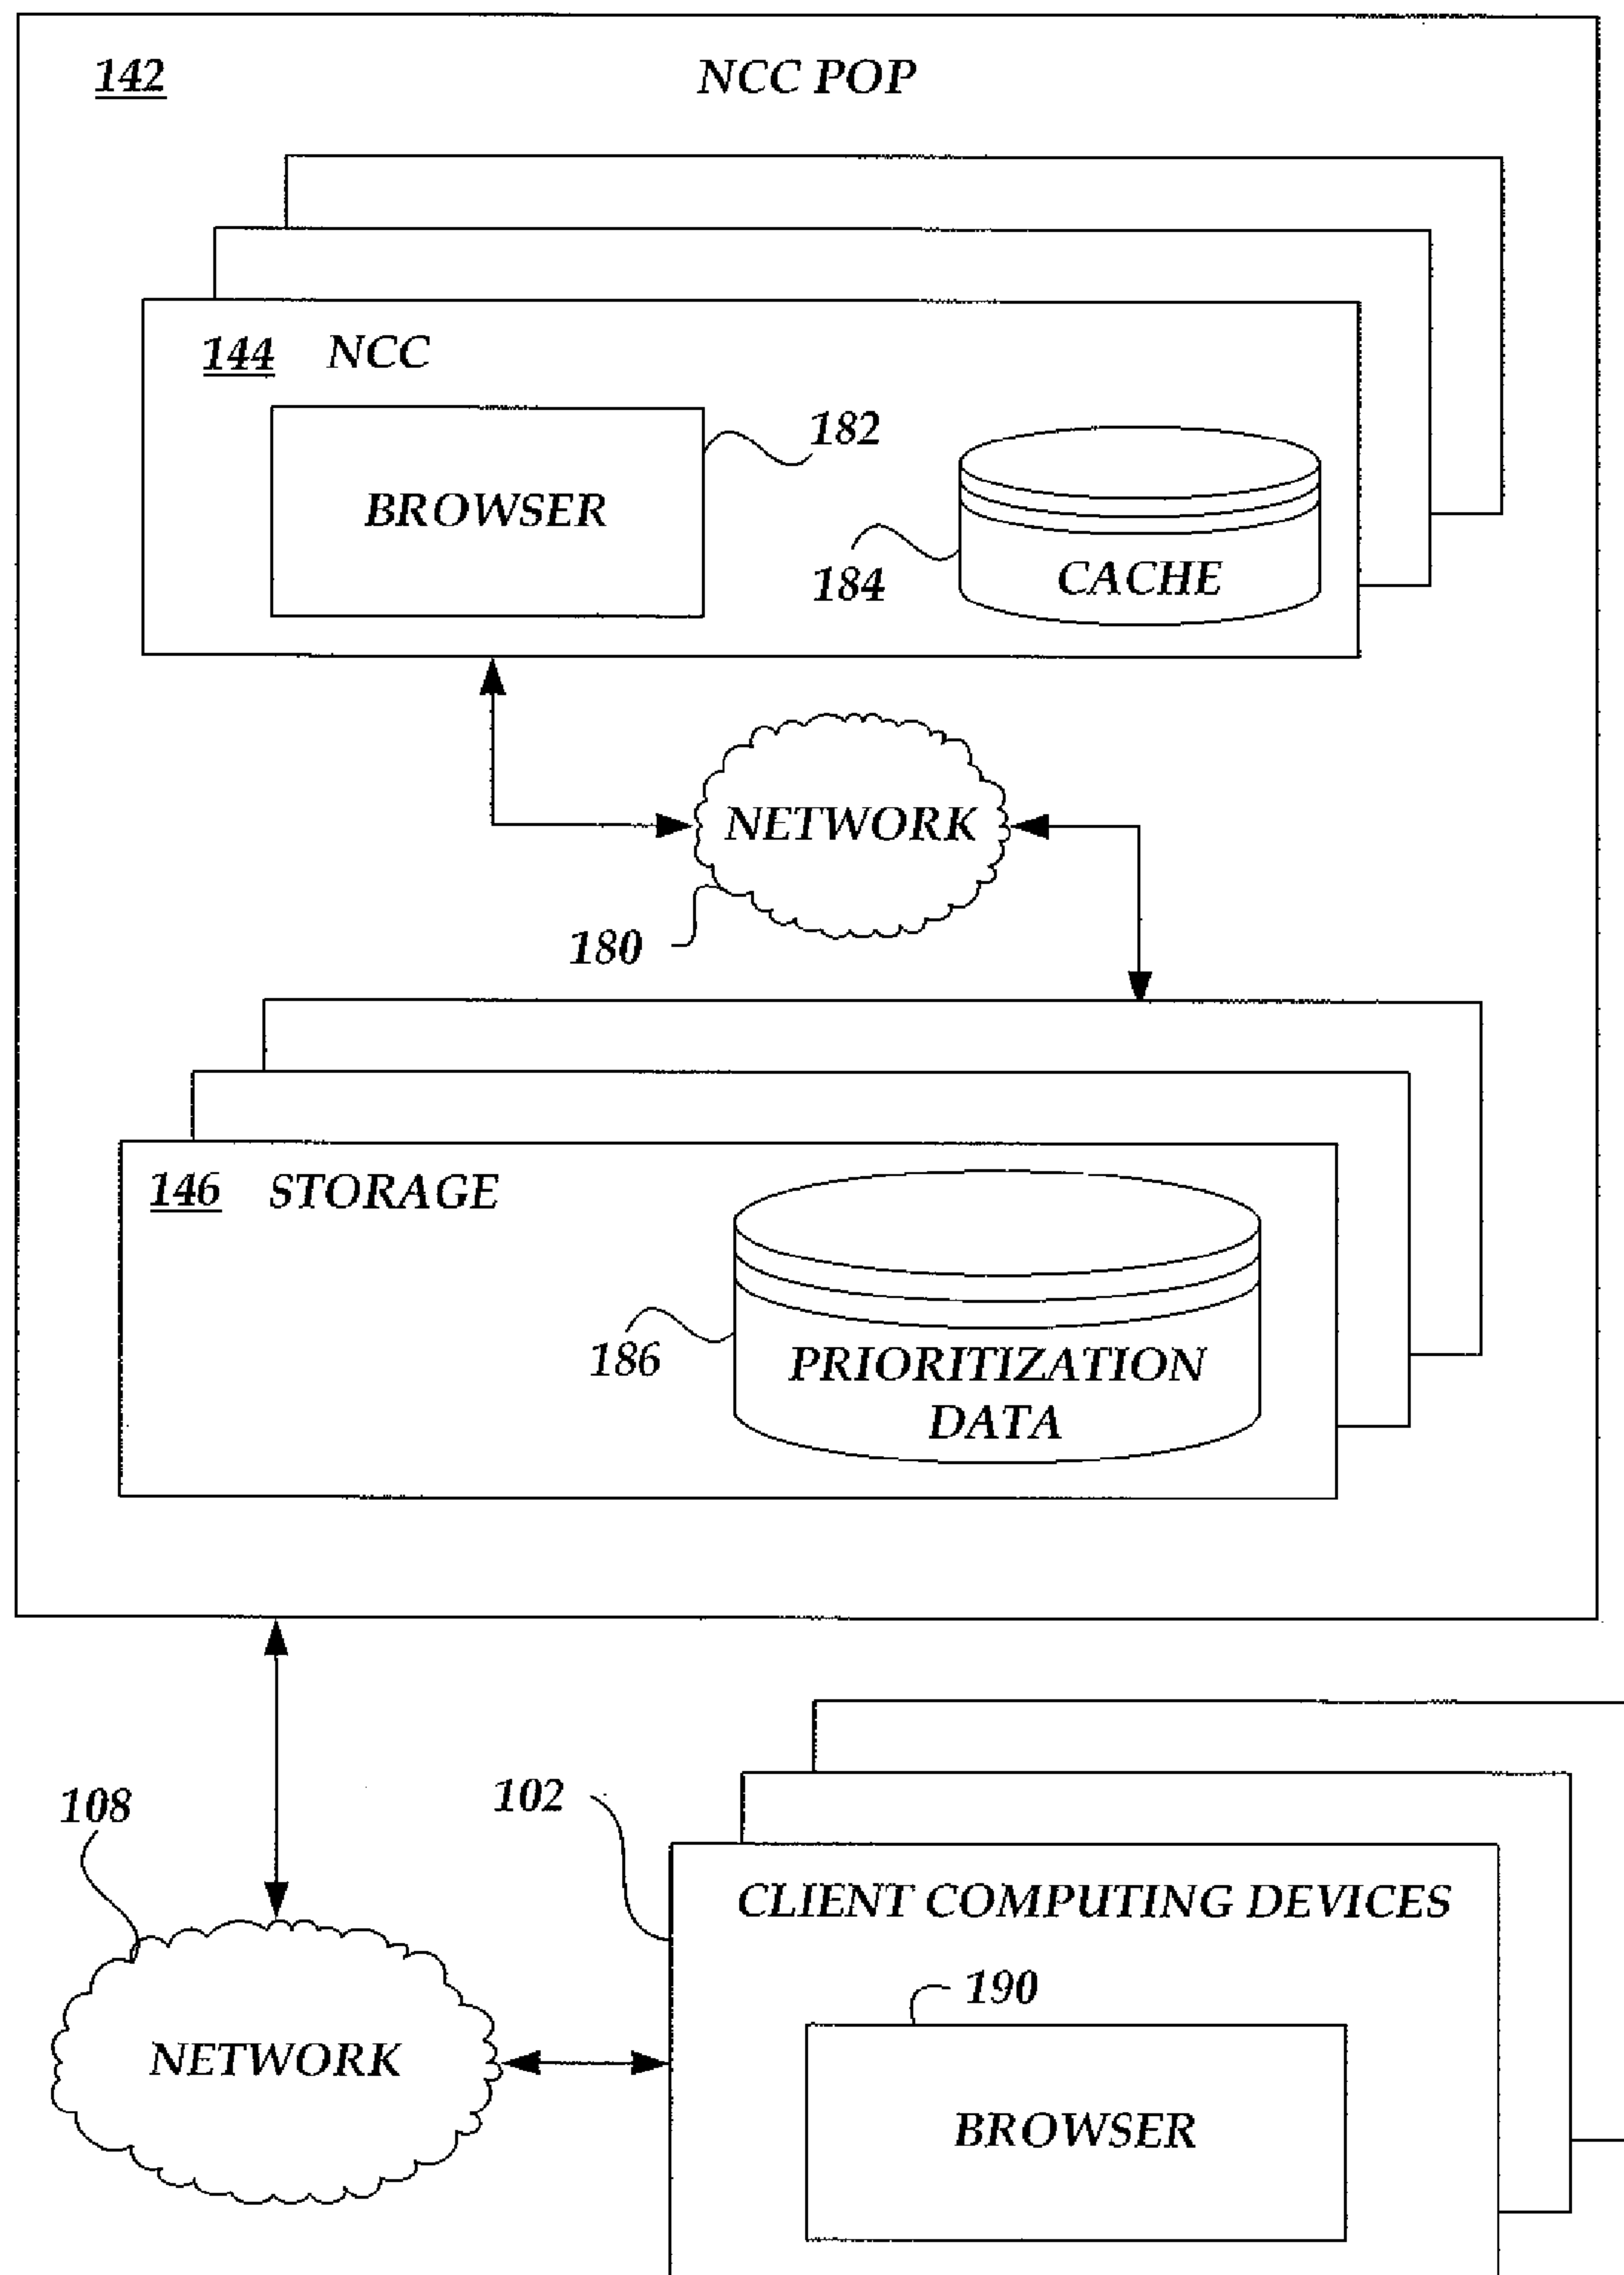 142
NCC POP
144 NCC
182
BROWSER
184
CACHE
NETWORK
180
146 STORAGE
186
PRIORITIZATION
DATA
108
102
CLIENT COMPUTING DEVICES
190
NETWORK
BROWSER